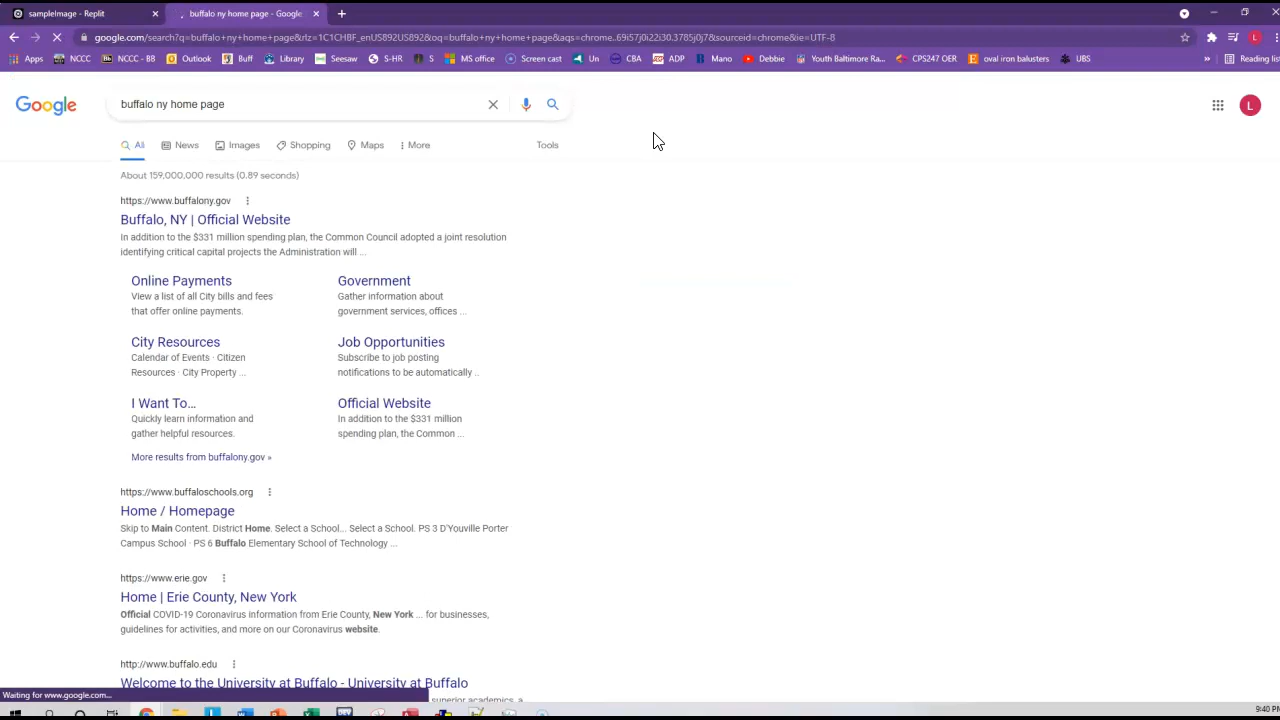 sampleImage - Replit
buffalo ny home page - Google
google.com/search?q=buffalo+ny+home+page&rlz=1C1CHBF_enUS892US892&oq=buffalo+ny+home+page&aqs=chrome..69i57j0i22i30.3785j0j7&sourceid=chrome&ie=UTF-8
Apps NCCC NCCC - BB Outlook Buff Library Seesaw S-HR S MS office Screen cast Un CBA ADP Mano Debbie Youth Baltimore Ra... CPS247 OER oval iron balusters UBS » Reading list
Google
buffalo ny home page
L
All News Images Shopping Maps More Tools
About 159,000,000 results (0.89 seconds)
https://www.buffalony.gov
Buffalo, NY | Official Website
In addition to the $331 million spending plan, the Common Council adopted a joint resolution
identifying critical capital projects the Administration will ...
Online Payments
View a list of all City bills and fees
that offer online payments.
Government
Gather information about
government services, offices ...
City Resources
Calendar of Events · Citizen
Resources · City Property ...
Job Opportunities
Subscribe to job posting
notifications to be automatically ..
I Want To...
Quickly learn information and
gather helpful resources.
Official Website
In addition to the $331 million
spending plan, the Common ...
More results from buffalony.gov »
https://www.buffaloschools.org
Home / Homepage
Skip to Main Content. District Home. Select a School... Select a School. PS 3 D'Youville Porter
Campus School · PS 6 Buffalo Elementary School of Technology ...
https://www.erie.gov
Home | Erie County, New York
Official COVID-19 Coronavirus information from Erie County, New York ... for businesses,
guidelines for activities, and more on our Coronavirus website.
http://www.buffalo.edu
Welcome to the University at Buffalo - University at Buffalo
superior academics, a
Waiting for www.google.com...
9:40 PM